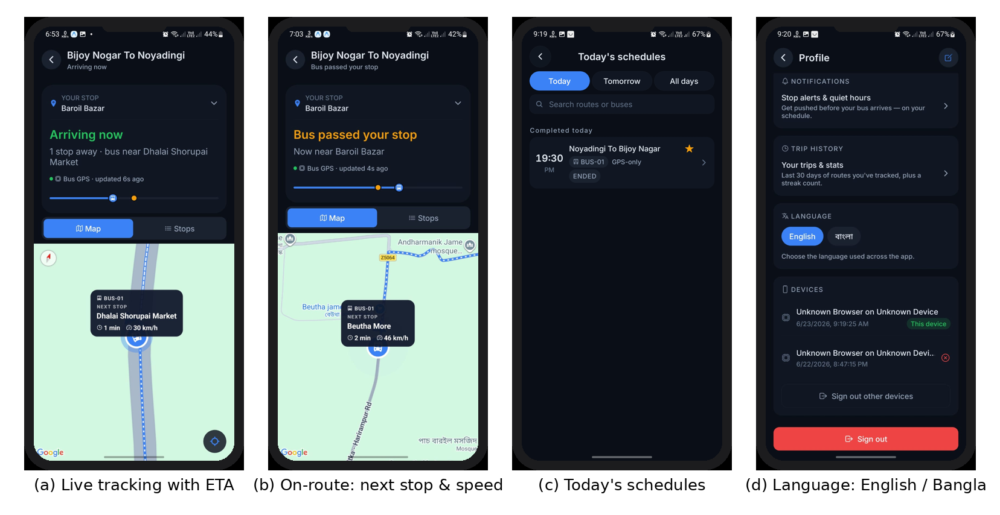 6:53 0 KB/s 44%
Bijoy Nogar To Noyadingi
Arriving now
YOUR STOP
Baroil Bazar
Arriving now
1 stop away · bus near Dhalai Shorupai
Market
Bus GPS · updated 6s ago
Map Stops
BUS-01
NEXT STOP
Dhalai Shorupai Market
1 min 30 km/h
Google
(a) Live tracking with ETA
7:03 3 KB/s 42%
Bijoy Nogar To Noyadingi
Bus passed your stop
YOUR STOP
Baroil Bazar
Bus passed your stop
Now near Baroil Bazar
Bus GPS · updated 4s ago
Map Stops
Andharmanik Jame
mosque...
Z5064
Beutha jame
বেউথা
BUS-01
NEXT STOP
Beutha More
2 min 46 km/h
tka - Harirampur Rd
পাচ বারইল মসজিদ
Mosque
Google
(b) On-route: next stop & speed
9:19 0 KB/s 67%
Today's schedules
Today Tomorrow All days
Search routes or buses
Completed today
19:30 PM
Noyadingi To Bijoy Nagar
BUS-01 GPS-only
ENDED
(c) Today's schedules
9:20 0 KB/s 67%
Profile
NOTIFICATIONS
Stop alerts & quiet hours
Get pushed before your bus arrives — on your
schedule.
TRIP HISTORY
Your trips & stats
Last 30 days of routes you've tracked, plus a
streak count.
LANGUAGE
English বাংলা
Choose the language used across the app.
DEVICES
Unknown Browser on Unknown Device
6/23/2026, 9:19:25 AM This device
Unknown Browser on Unknown Devi...
6/22/2026, 8:47:15 PM
Sign out other devices
Sign out
(d) Language: English / Bangla